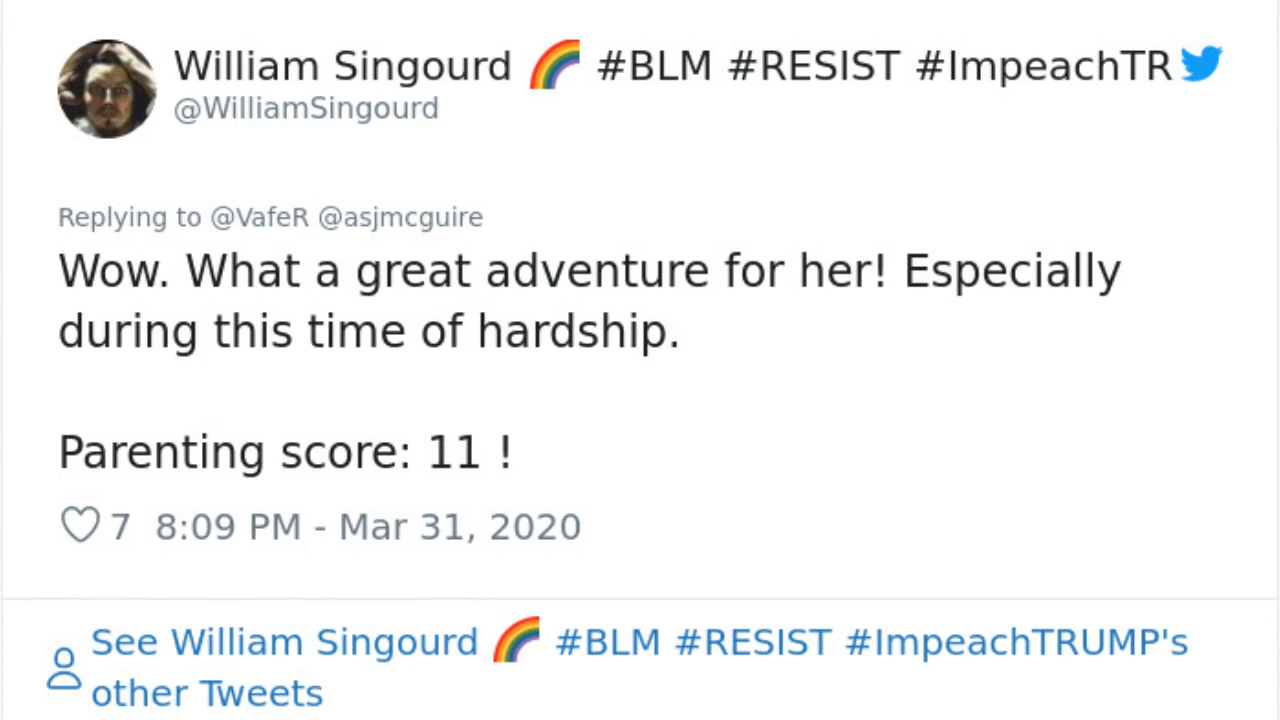 William Singourd 🌈 #BLM #RESIST #ImpeachTR
@WilliamSingourd
Replying to @VafeR @asjmcguire
Wow. What a great adventure for her! Especially
during this time of hardship.
Parenting score: 11 !
7 8:09 PM - Mar 31, 2020
See William Singourd 🌈 #BLM #RESIST #ImpeachTRUMP's
other Tweets